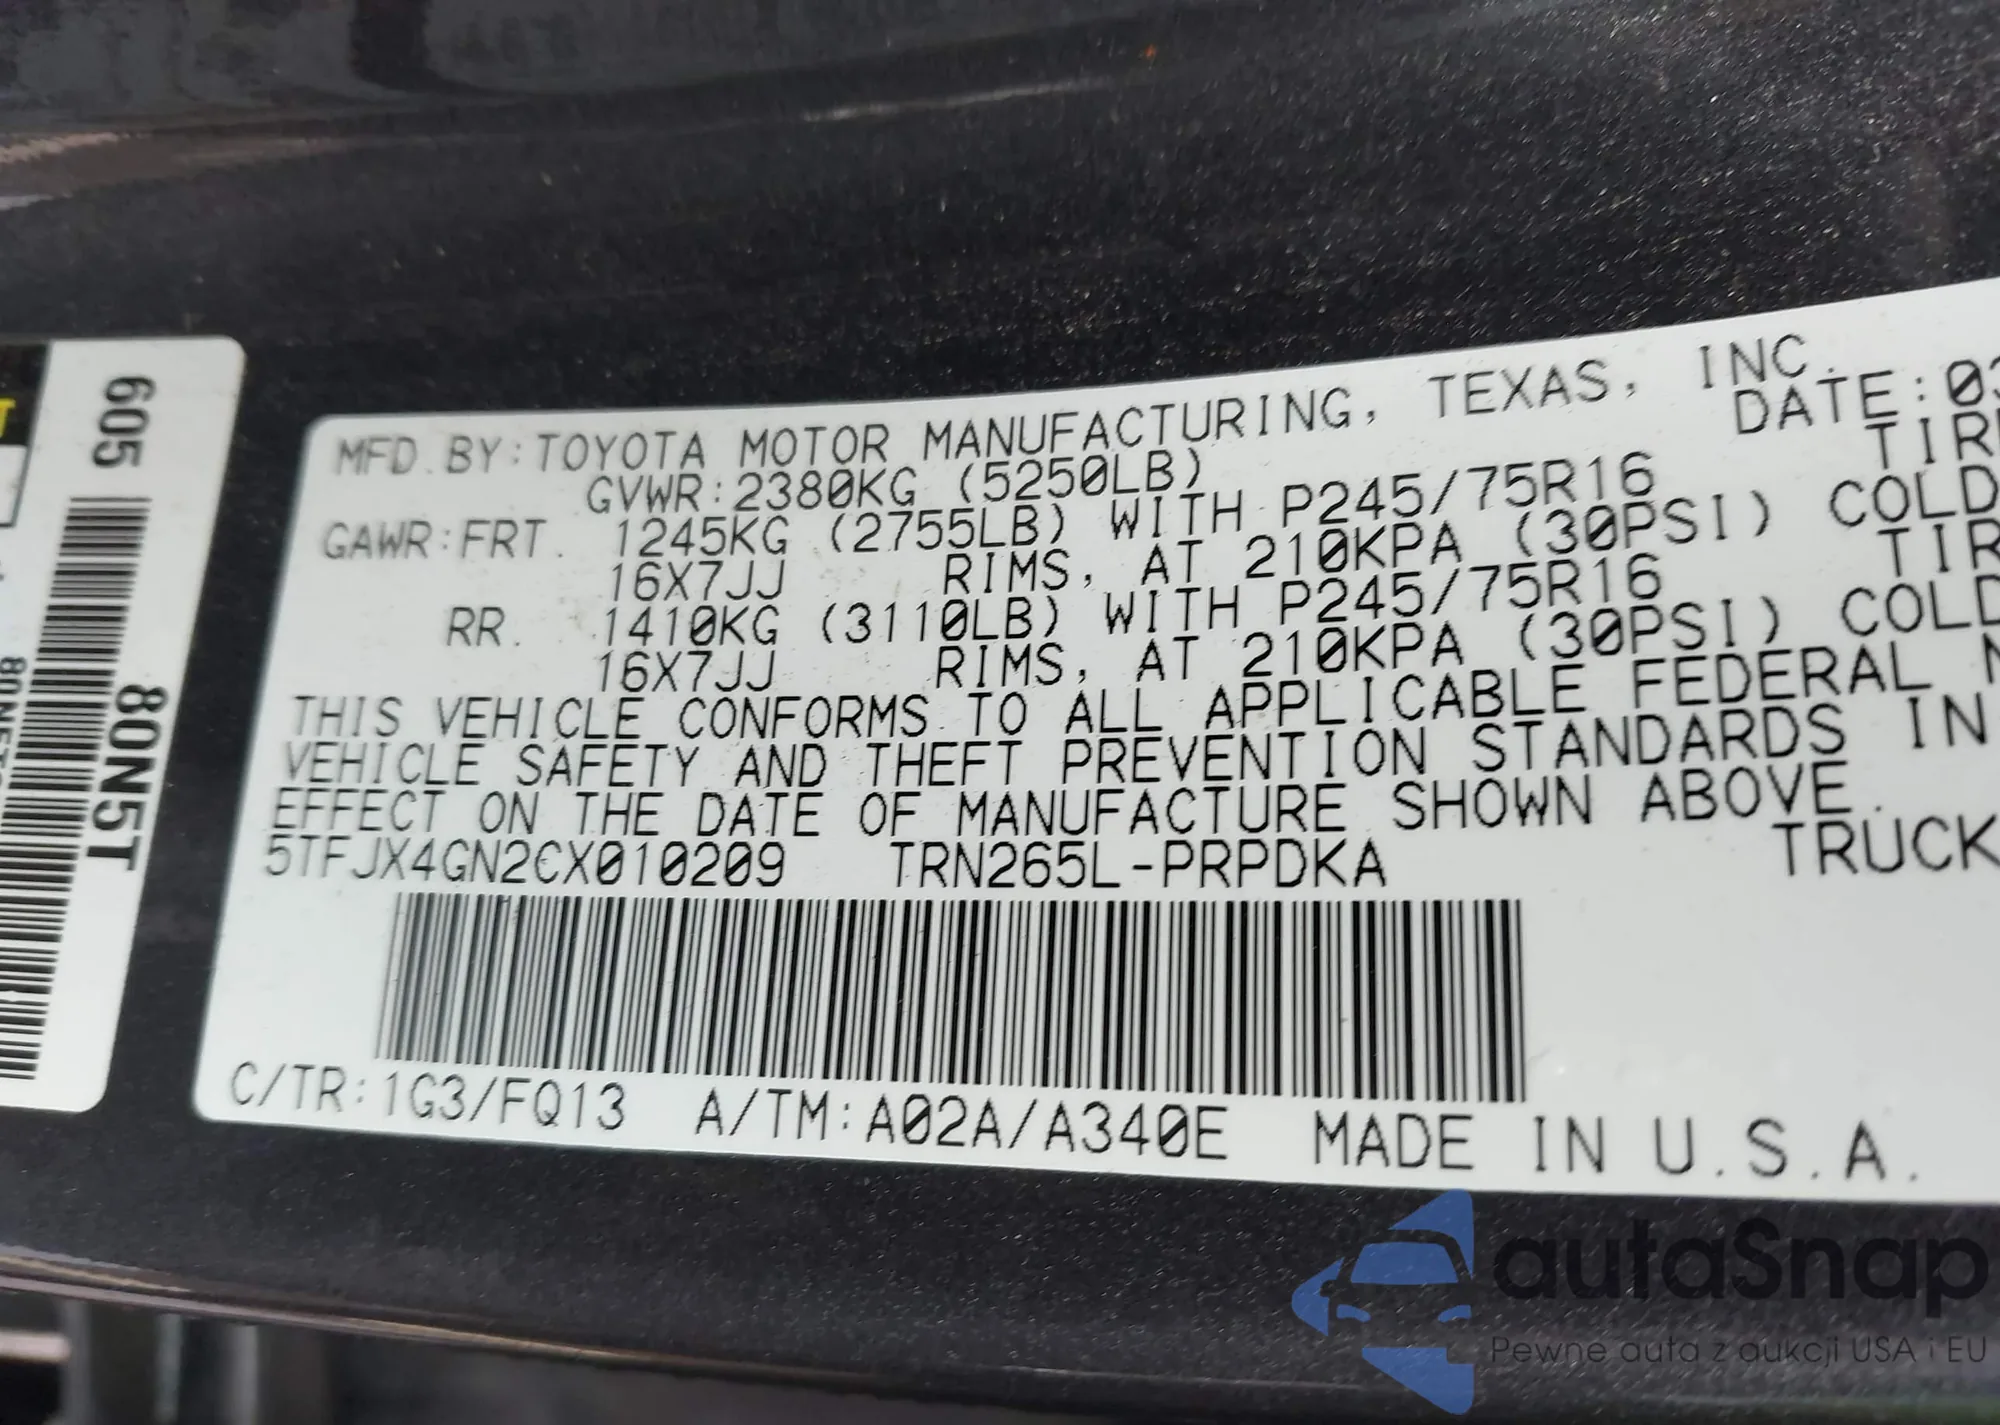 605
80N5T
MFD. BY: TOYOTA MOTOR MANUFACTURING, TEXAS, INC.
GVWR: 2380KG (5250LB) DATE: 03
GAWR: FRT. 1245KG (2755LB) WITH P245/75R16 TIR
16X7JJ RIMS, AT 210KPA (30PSI) COLD
RR. 1410KG (3110LB) WITH P245/75R16 TIR
16X7JJ RIMS, AT 210KPA (30PSI) COLD
THIS VEHICLE CONFORMS TO ALL APPLICABLE FEDERAL M
VEHICLE SAFETY AND THEFT PREVENTION STANDARDS IN
EFFECT ON THE DATE OF MANUFACTURE SHOWN ABOVE.
5TFJX4GN2CX010209 TRN265L-PRPDKA TRUCK
C/TR: 1G3/FQ13 A/TM: A02A/A340E MADE IN U.S.A.
autaSnap
Pewne auta z aukcji USA i EU